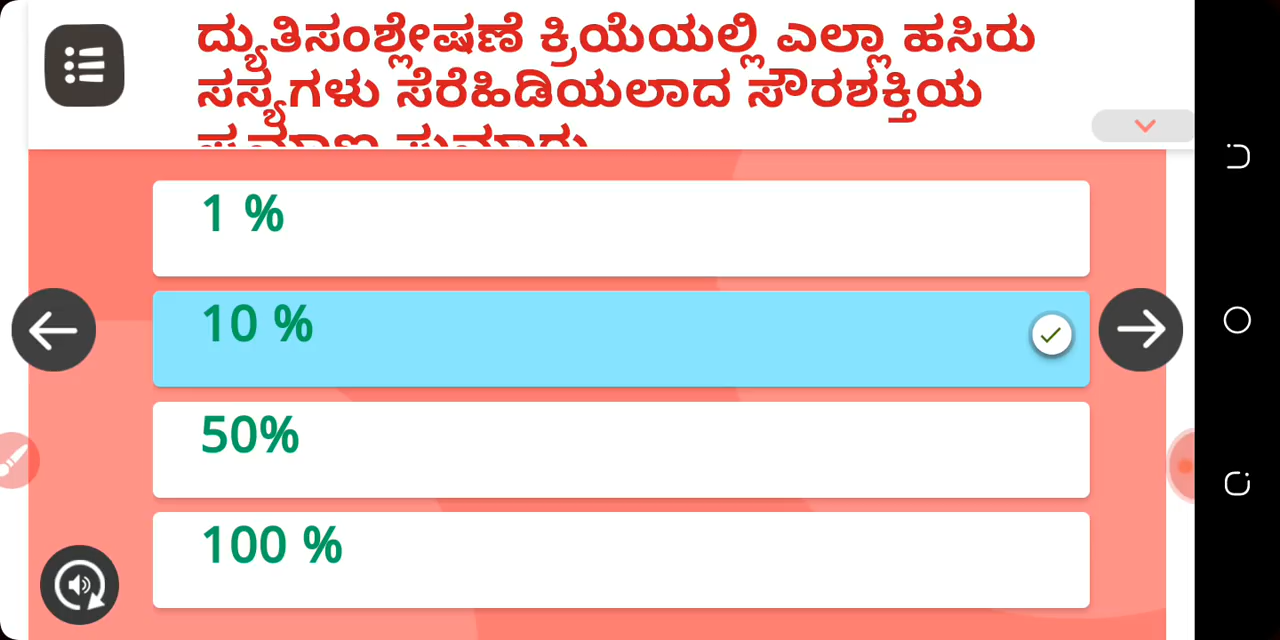 ದ್ಯುತಿಸಂಶ್ಲೇಷಣೆ ಕ್ರಿಯೆಯಲ್ಲಿ ಎಲ್ಲಾ ಹಸಿರು
ಸಸ್ಯಗಳು ಸೆರೆಹಿಡಿಯಲಾದ ಸೌರಶಕ್ತಿಯ
1 %
10 %
50%
100 %